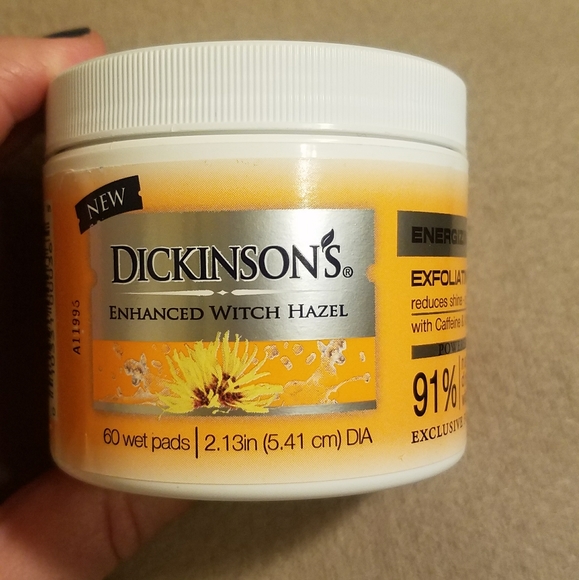 NEW
DICKINSON'S®
ENHANCED WITCH HAZEL
60 wet pads | 2.13in (5.41 cm) DIA
A11995
EXFOLIATIN
reduces shine
with Caffeine &
91%
EXCLUSIVE